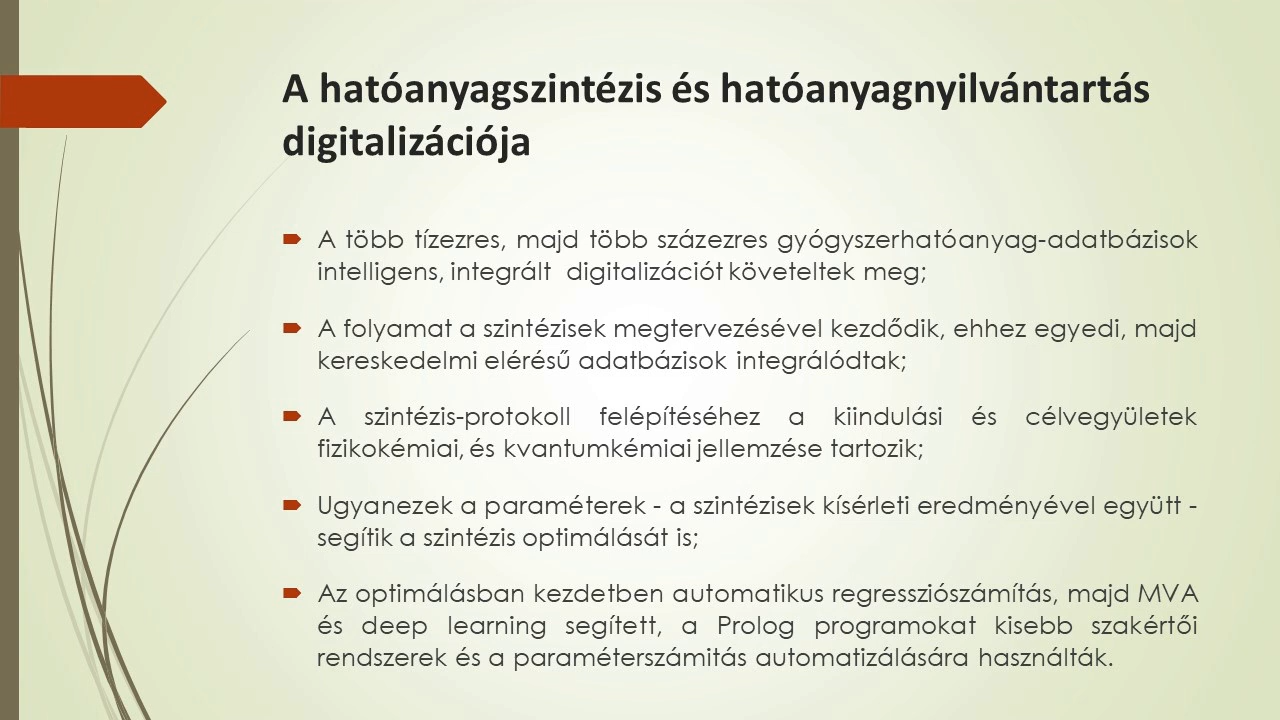 A hatóanyagszintézis és hatóanyagnyilvántartás
digitalizációja
A több tízezres, majd több százezres gyógyszerhatóanyag-adatbázisok
intelligens, integrált digitalizációt követeltek meg;
A folyamat a szintézisek megtervezésével kezdődik, ehhez egyedi, majd
kereskedelmi elérésű adatbázisok integrálódtak;
A szintézis-protokoll felépítéséhez a kiindulási és célvegyületek
fizikokémiai, és kvantumkémiai jellemzése tartozik;
Ugyanezek a paraméterek - a szintézisek kísérleti eredményével együtt -
segítik a szintézis optimálását is;
Az optimálásban kezdetben automatikus regressziószámítás, majd MVA
és deep learning segített, a Prolog programokat kisebb szakértői
rendszerek és a paraméterszámitás automatizálására használták.